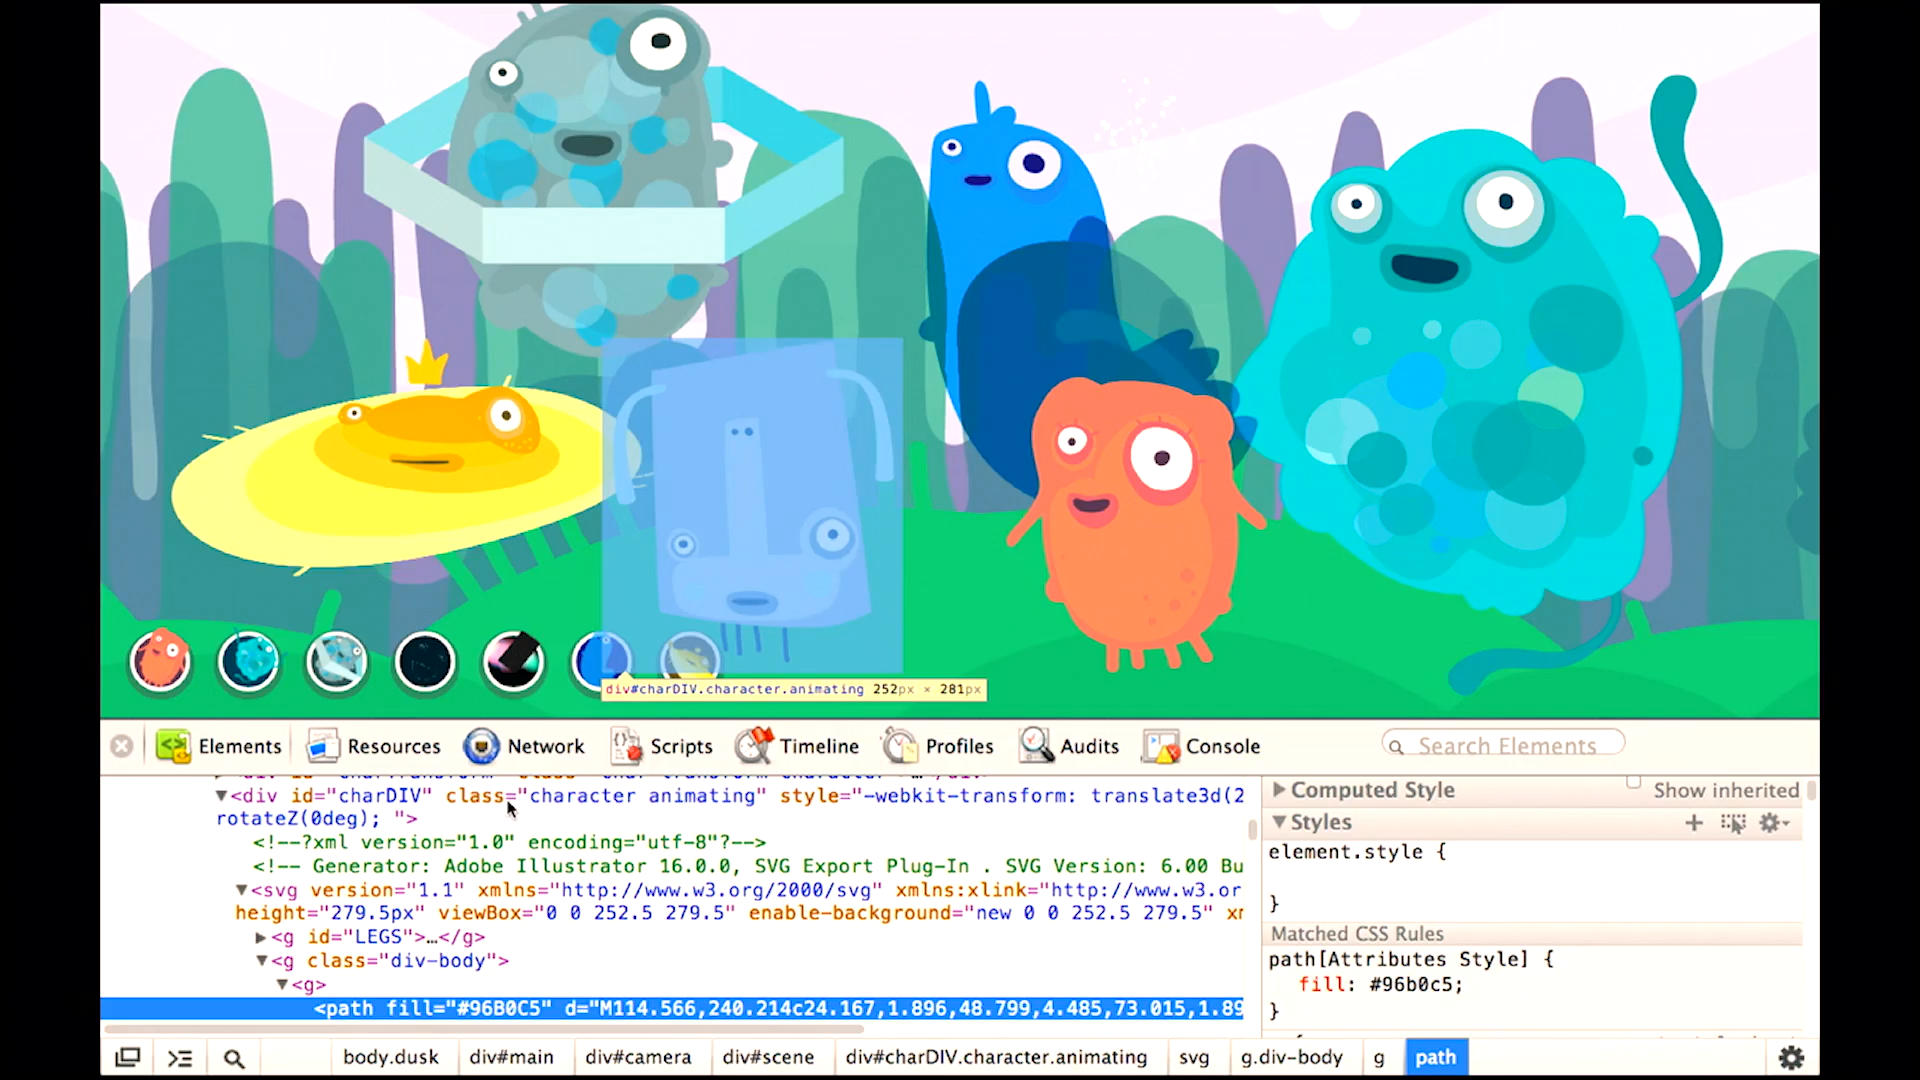 div#charDIV.character.animating 252px × 281px
Elements Resources Network Scripts Timeline Profiles Audits Console Search Elements
<div id="charDIV" class="character animating" style="-webkit-transform: translate3d(2
rotateZ(0deg); ">
<!--?xml version="1.0" encoding="utf-8"?-->
<!-- Generator: Adobe Illustrator 16.0.0, SVG Export Plug-In . SVG Version: 6.00 Bu
<svg version="1.1" xmlns="http://www.w3.org/2000/svg" xmlns:xlink="http://www.w3.or
height="279.5px" viewBox="0 0 252.5 279.5" enable-background="new 0 0 252.5 279.5" xr
<g id="LEGS">…</g>
<g class="div-body">
<g>
<path fill="#96B0C5" d="M114.566,240.214c24.167,1.896,48.799,4.485,73.015,1.89
Computed Style Show inherited
Styles
element.style {
}
Matched CSS Rules
path[Attributes Style] {
fill: #96b0c5;
}
body.dusk div#main div#camera div#scene div#charDIV.character.animating svg g.div-body g path